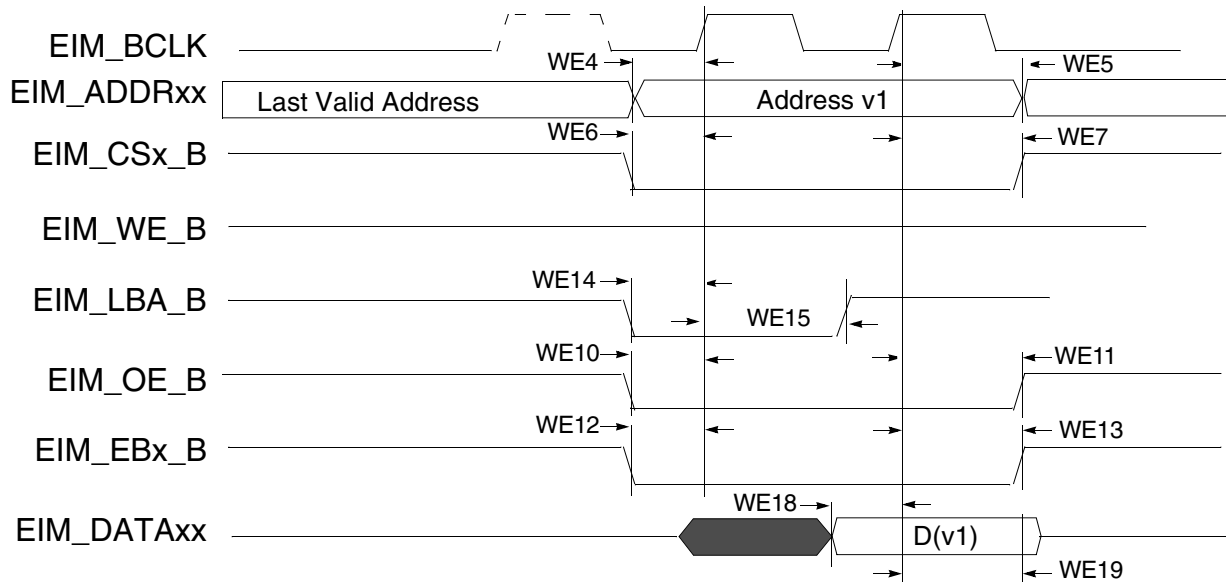 EIM_BCLK
WE4
WE5
EIM_ADDRxx
Last Valid Address
Address v1
WE6
WE7
EIM_CSx_B
EIM_WE_B
WE14
EIM_LBA_B
WE15
WE10
WE11
EIM_OE_B
WE12
WE13
EIM_EBx_B
WE18
EIM_DATAxx
D(v1)
WE19